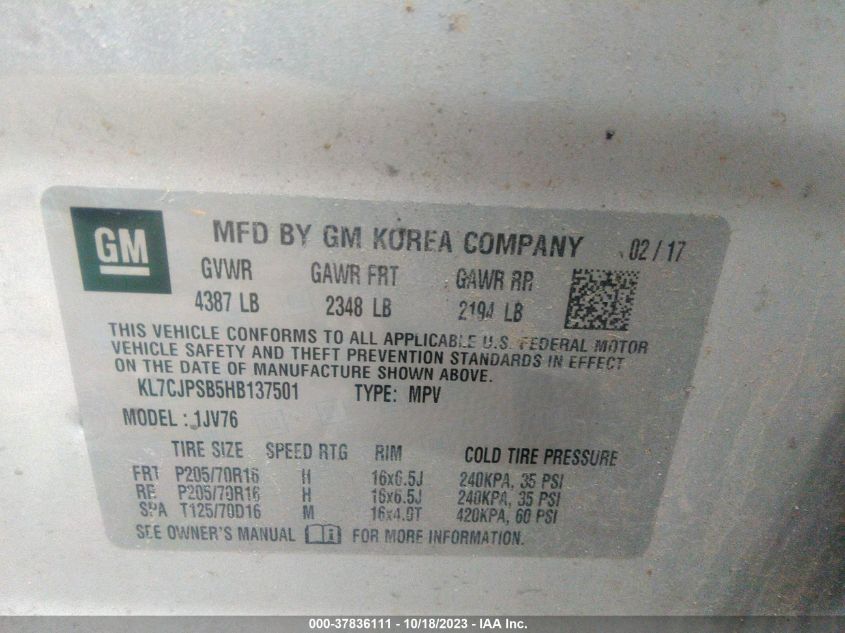 GM
MFD BY GM KOREA COMPANY 02/17
GVWR GAWR FRT GAWR RR
4387 LB 2348 LB 2194 LB
THIS VEHICLE CONFORMS TO ALL APPLICABLE U.S. FEDERAL MOTOR
VEHICLE SAFETY AND THEFT PREVENTION STANDARDS IN EFFECT
ON THE DATE OF MANUFACTURE SHOWN ABOVE.
KL7CJPSB5HB137501 TYPE: MPV
MODEL: 1JV76
TIRE SIZE SPEED RTG RIM COLD TIRE PRESSURE
FRT P205/70R16 H 16x6.5J 240KPA, 35 PSI
RE P205/70R16 H 16x6.5J 240KPA, 35 PSI
SPA T125/70D16 M 16x4.0T 420KPA, 60 PSI
SEE OWNER'S MANUAL i FOR MORE INFORMATION.
000-37836111 - 10/18/2023 - IAA Inc.